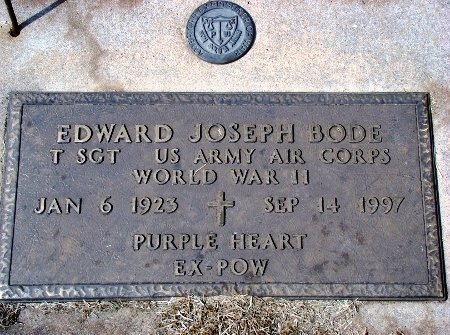 EDWARD JOSEPH BODE
T SGT US ARMY AIR CORPS
WORLD WAR II
JAN 6 1923 SEP 14 1997
PURPLE HEART
EX-POW